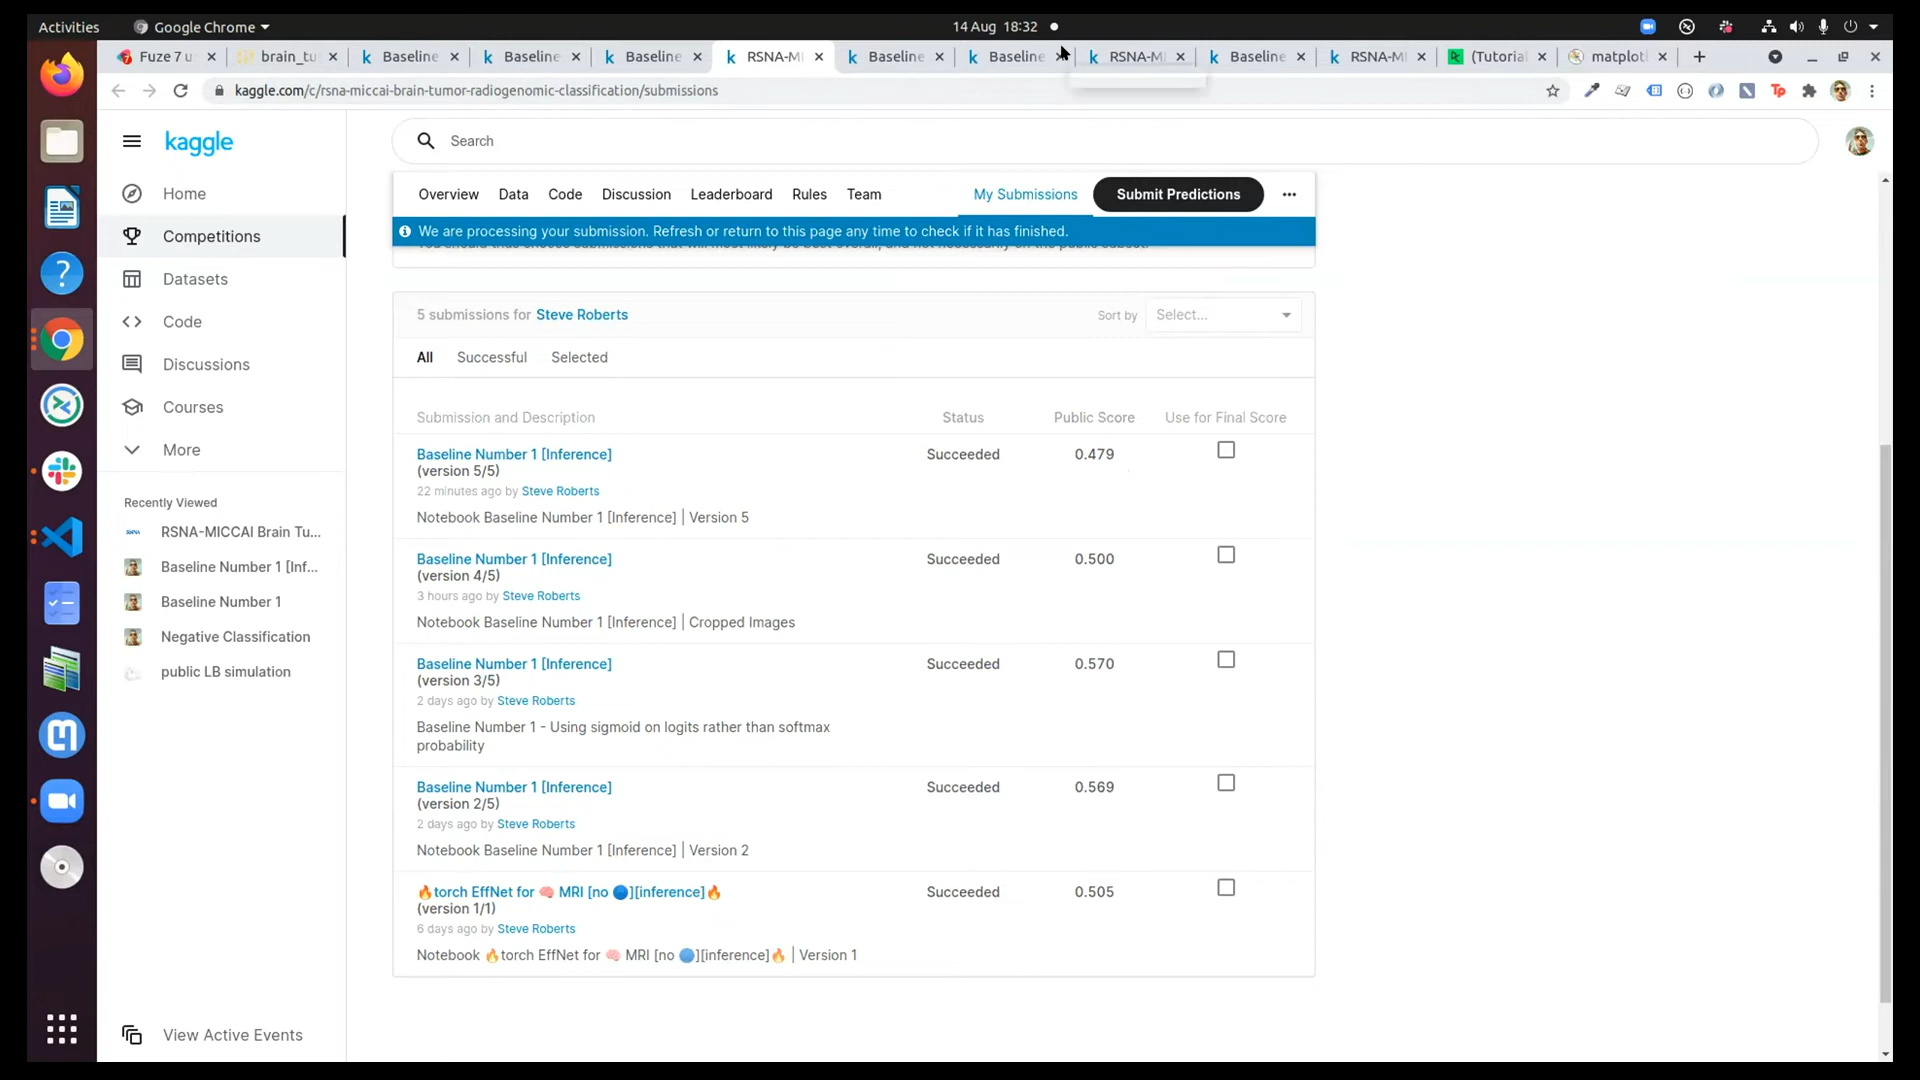 Activities
Google Chrome
14 Aug 18:32
Fuze 7 u
brain_tu
Baseline
Baseline
Baseline
RSNA-MI
Baseline
Baseline
RSNA-MI
Baseline
RSNA-MI
(Tutorial
matplotl
kaggle.com/c/rsna-miccai-brain-tumor-radiogenomic-classification/submissions
kaggle
Search
Home
Competitions
Datasets
Code
Discussions
Courses
More
Recently Viewed
RSNA-MICCAI Brain Tu...
Baseline Number 1 [Inf...
Baseline Number 1
Negative Classification
public LB simulation
View Active Events
Overview Data Code Discussion Leaderboard Rules Team My Submissions Submit Predictions
We are processing your submission. Refresh or return to this page any time to check if it has finished.
5 submissions for Steve Roberts
Sort by Select...
All Successful Selected
Submission and Description Status Public Score Use for Final Score
Baseline Number 1 [Inference] Succeeded 0.479
(version 5/5)
22 minutes ago by Steve Roberts
Notebook Baseline Number 1 [Inference] | Version 5
Baseline Number 1 [Inference] Succeeded 0.500
(version 4/5)
3 hours ago by Steve Roberts
Notebook Baseline Number 1 [Inference] | Cropped Images
Baseline Number 1 [Inference] Succeeded 0.570
(version 3/5)
2 days ago by Steve Roberts
Baseline Number 1 - Using sigmoid on logits rather than softmax
probability
Baseline Number 1 [Inference] Succeeded 0.569
(version 2/5)
2 days ago by Steve Roberts
Notebook Baseline Number 1 [Inference] | Version 2
🔥torch EffNet for 🧠 MRI [no 🔵][inference]🔥 Succeeded 0.505
(version 1/1)
6 days ago by Steve Roberts
Notebook 🔥torch EffNet for 🧠 MRI [no 🔵][inference]🔥 | Version 1